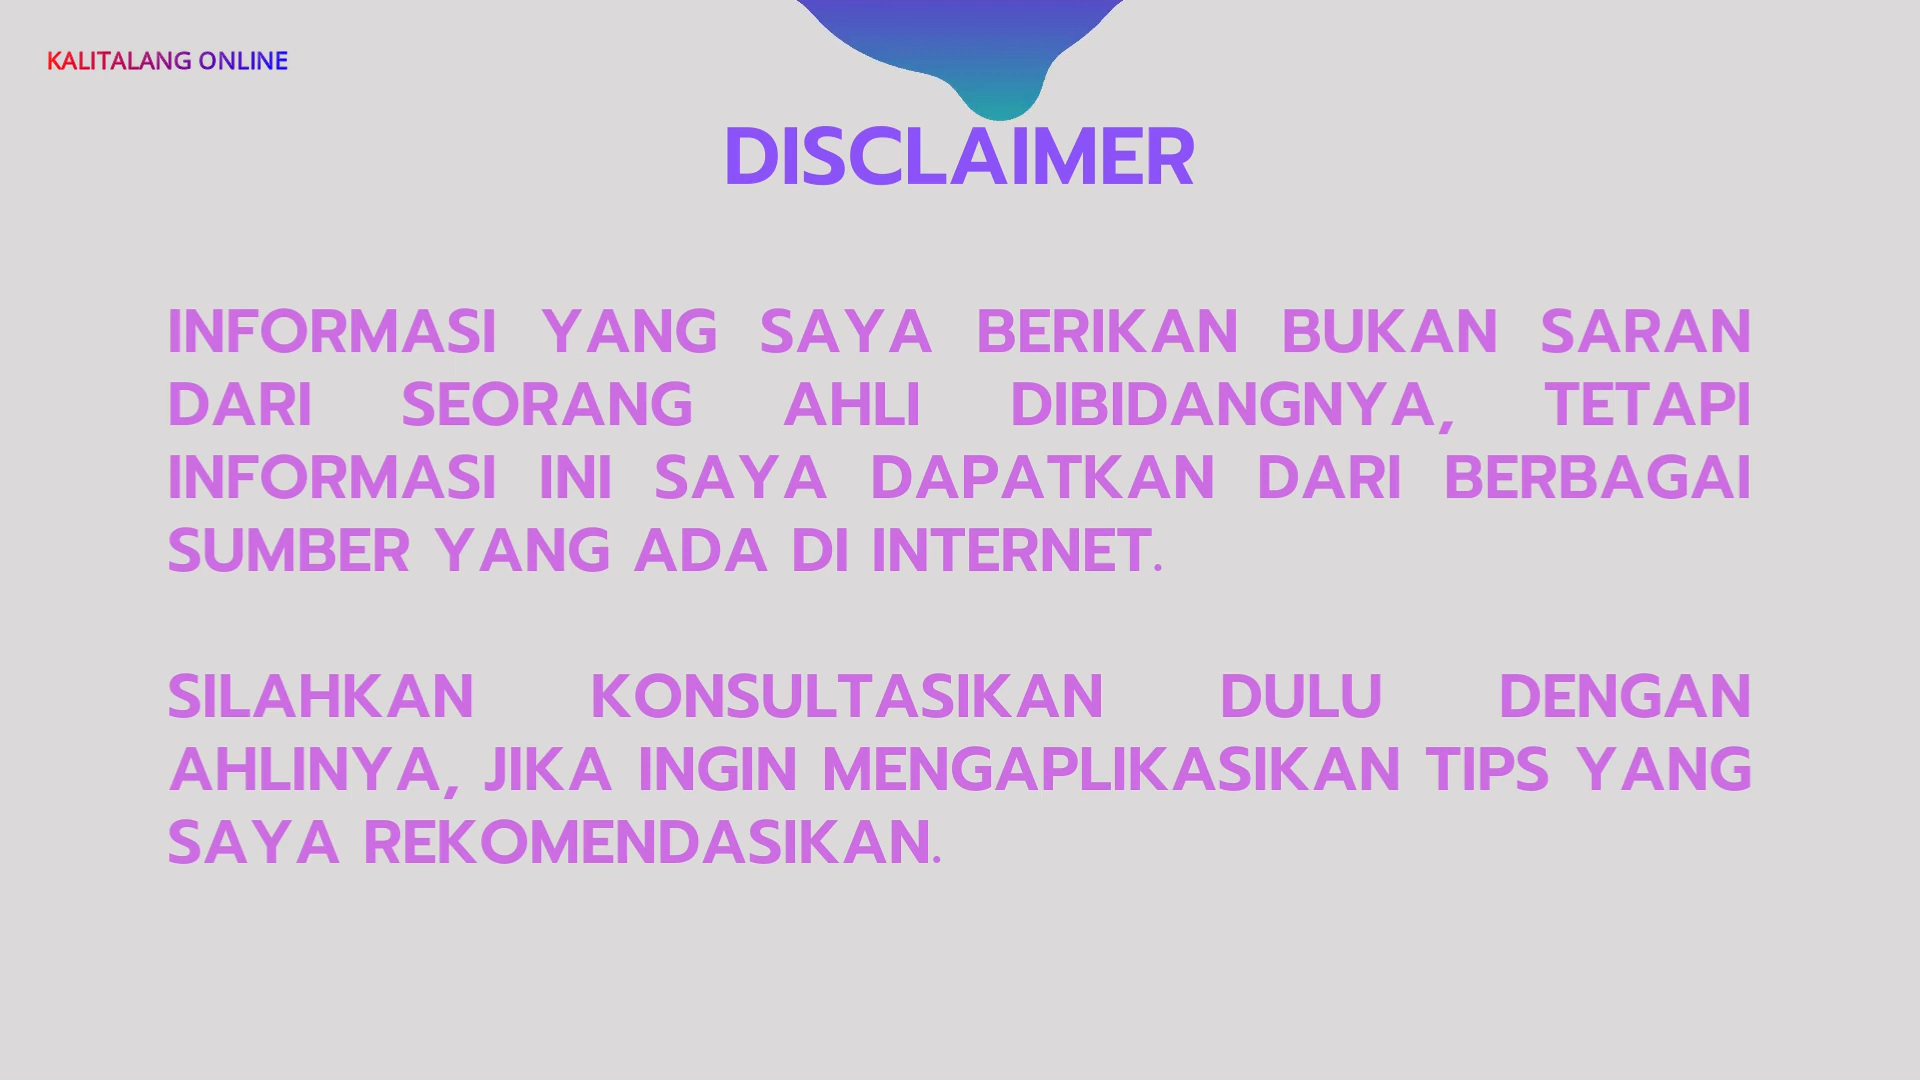 KALITALANG ONLINE
DISCLAIMER
INFORMASI YANG SAYA BERIKAN BUKAN SARAN
DARI SEORANG AHLI DIBIDANGNYA, TETAPI
INFORMASI INI SAYA DAPATKAN DARI BERBAGAI
SUMBER YANG ADA DI INTERNET.
SILAHKAN KONSULTASIKAN DULU DENGAN
AHLINYA, JIKA INGIN MENGAPLIKASIKAN TIPS YANG
SAYA REKOMENDASIKAN.